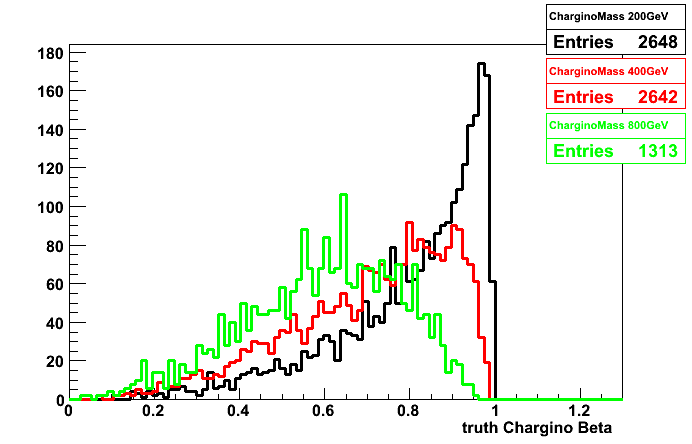 CharginoMass 200GeV
Entries 2648
CharginoMass 400GeV
Entries 2642
CharginoMass 800GeV
Entries 1313
180
160
140
120
100
80
60
40
20
0
0 0.2 0.4 0.6 0.8 1 1.2
truth Chargino Beta